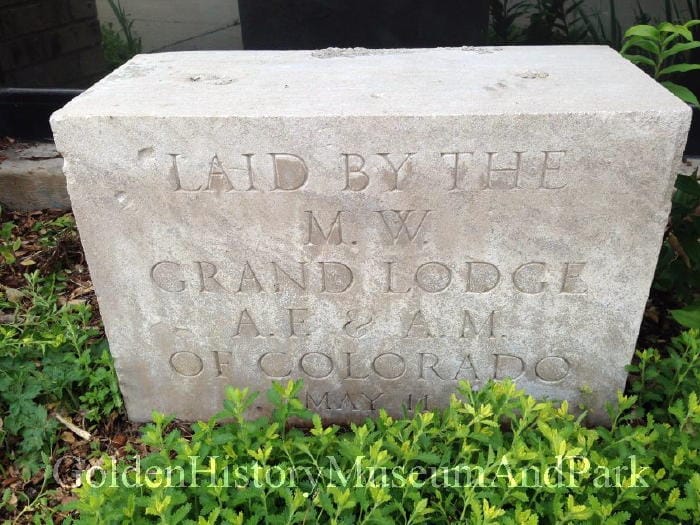 LAID BY THE
M. W.
GRAND LODGE
A. F. & A. M.
OF COLORADO
MAY 11
GoldenHistoryMuseumAndPark